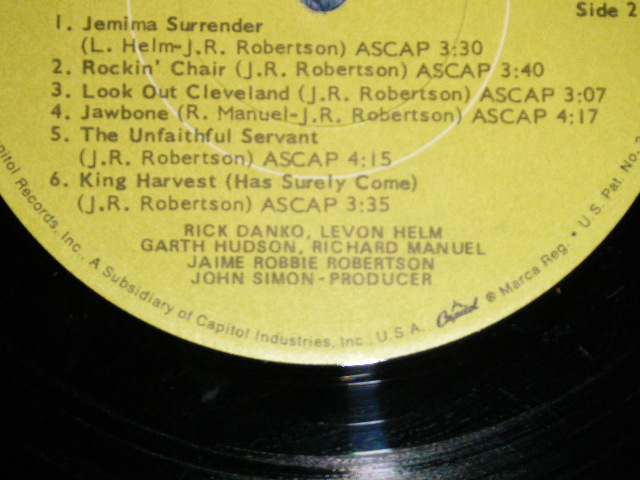 Side 2
1. Jemima Surrender
(L. Helm-J.R. Robertson) ASCAP 3:30
2. Rockin' Chair (J.R. Robertson) ASCAP 3:40
3. Look Out Cleveland (J.R. Robertson) ASCAP 3:07
4. Jawbone (R. Manuel-J.R. Robertson) ASCAP 4:17
5. The Unfaithful Servant
(J.R. Robertson) ASCAP 4:15
6. King Harvest (Has Surely Come)
(J.R. Robertson) ASCAP 3:35
RICK DANKO, LEVON HELM
GARTH HUDSON, RICHARD MANUEL
JAIME ROBBIE ROBERTSON
JOHN SIMON-PRODUCER
Records, Inc., A Subsidiary of Capitol Industries, Inc., U.S.A. Capitol ® Marca Reg. • U.S. Pat. No.